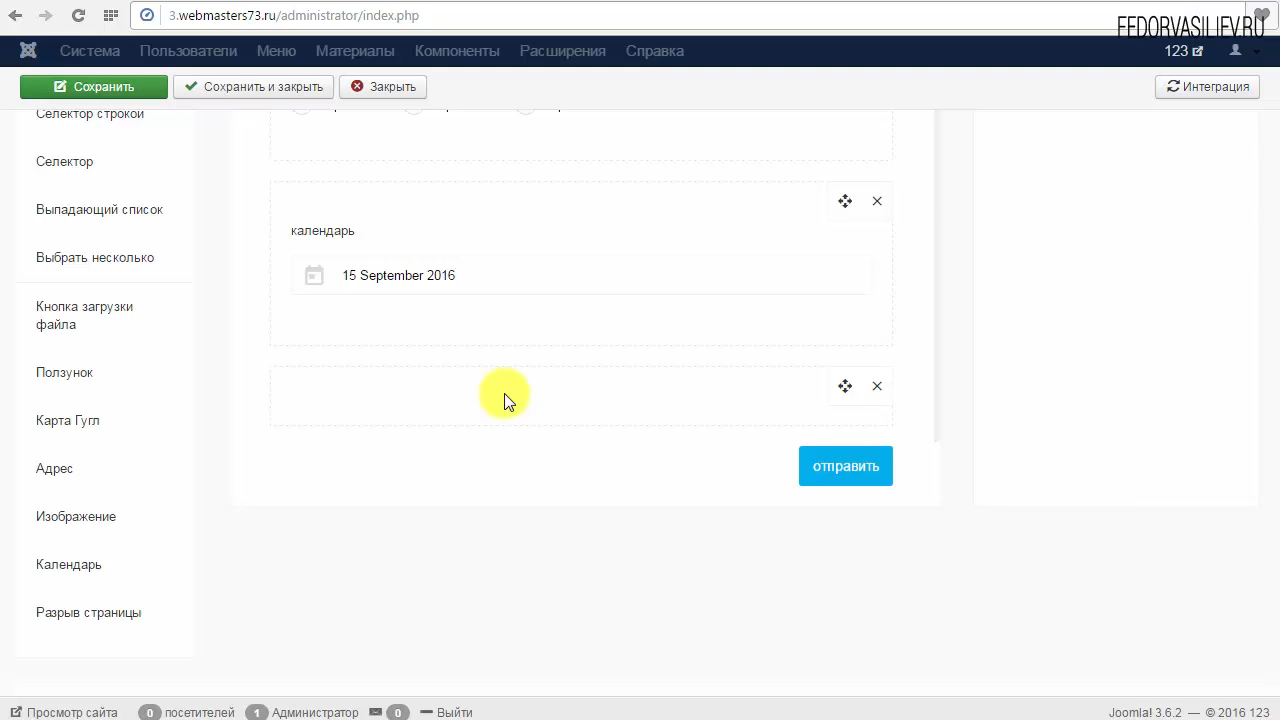 3.webmasters73.ru/administrator/index.php
FEDORVASILIEV.RU
Система Пользователи Меню Материалы Компоненты Расширения Справка 123
Сохранить Сохранить и закрыть Закрыть Интеграция
Селектор строкой
Селектор
Выпадающий список
Выбрать несколько
Кнопка загрузки
файла
Ползунок
Карта Гугл
Адрес
Изображение
Календарь
Разрыв страницы
календарь
15 September 2016
отправить
Просмотр сайта 0 посетителей 1 Администратор 0 Выйти Joomla! 3.6.2 — © 2016 123